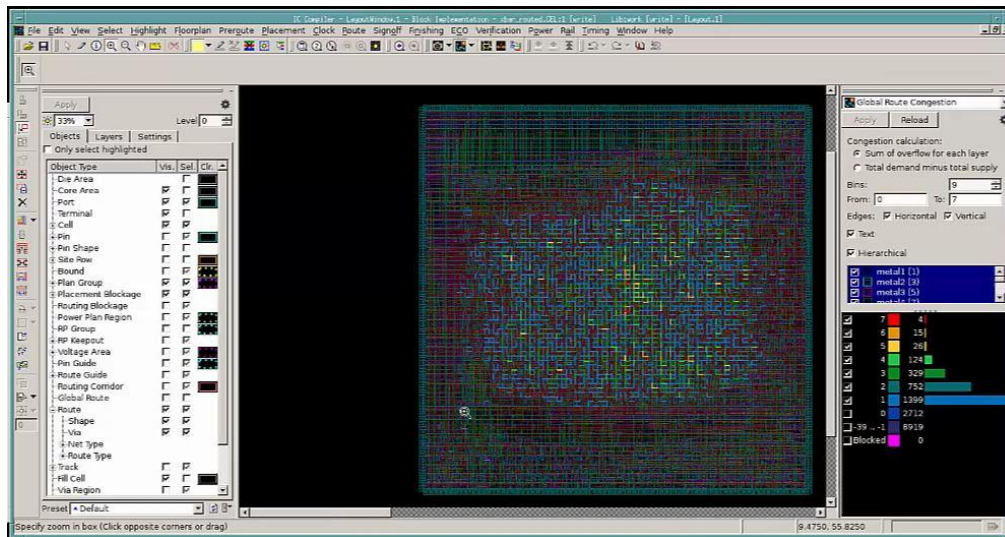 IC Compiler - LayoutWindow.1 - Block Implementation - xbar_routed.CEL;1 [write] Lib:work [write] - [Layout.1]
File Edit View Select Highlight Floorplan Preroute Placement Clock Route Signoff Finishing ECO Verification Power Rail Timing Window Help
Apply
33% Level 0
Objects Layers Settings
Only select highlighted
Object Type Vis. Sel. Clr.
Die Area
Core Area
Port
Terminal
Cell
Pin
Pin Shape
Site Row
Bound
Plan Group
Placement Blockage
Routing Blockage
Power Plan Region
RP Group
RP Keepout
Voltage Area
Pin Guide
Route Guide
Routing Corridor
Global Route
Route
Shape
Via
Net Type
Route Type
Track
Fill Cell
Via Region
Preset Default
0
Global Route Congestion
Apply Reload
Congestion calculation:
Sum of overflow for each layer
Total demand minus total supply
Bins: 9
From: 0 To: 7
Edges: Horizontal Vertical
Text
Hierarchical
metal1 (1)
metal2 (3)
metal3 (5)
7 4
6 15
5 26
4 124
3 329
2 752
1 1399
0 2712
-39 .. -1 8919
Blocked 0
Specify zoom in box (Click opposite corners or drag) 9.4750, 55.8250